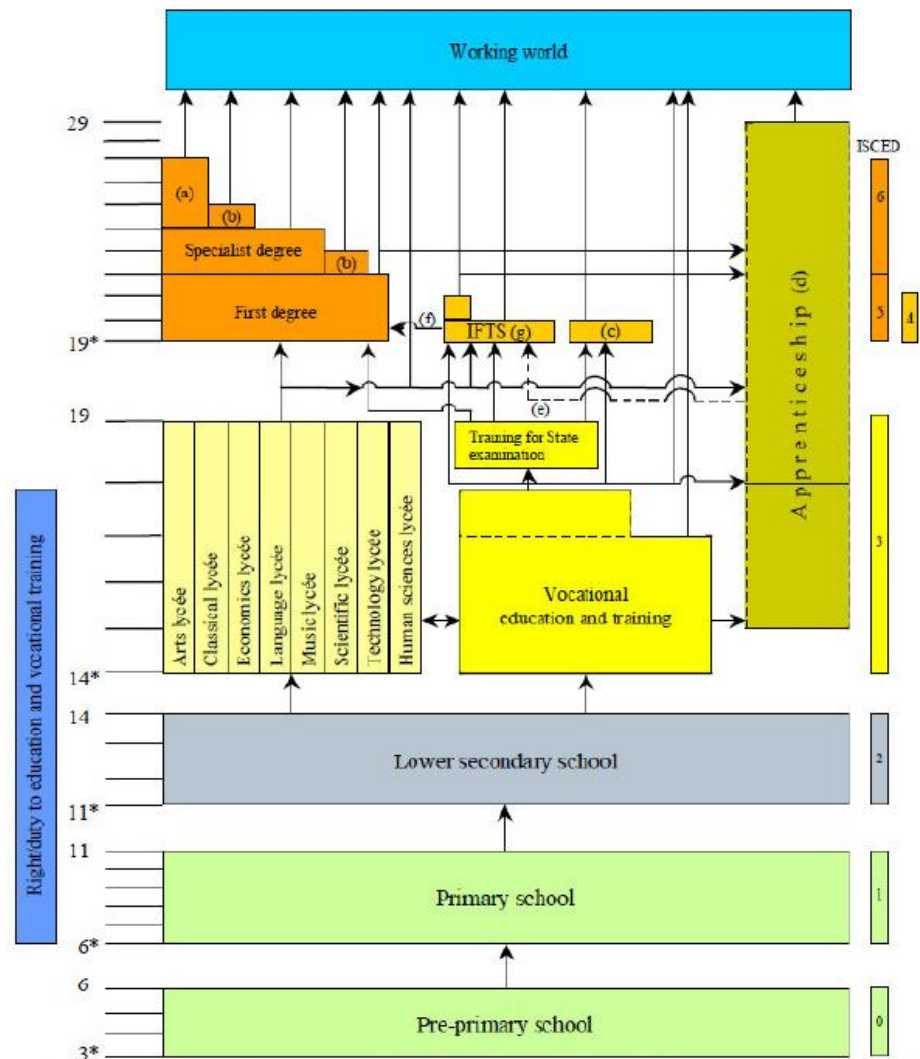 Working world
29
ISCED
(a)
6
(b)
Specialist degree
(b)
First degree
(f)
IFTS (g)
(c)
5
4
19*
Apprenticeship (d)
19
(e)
Training for State
examination
Right/duty to education and vocational training
Arts lycée
Classical lycée
Economics lycée
Language lycée
Music lycée
Scientific lycée
Technology lycée
Human sciences lycée
Vocational
education and training
3
14*
14
Lower secondary school
2
11*
11
Primary school
1
6*
6
Pre-primary school
0
3*